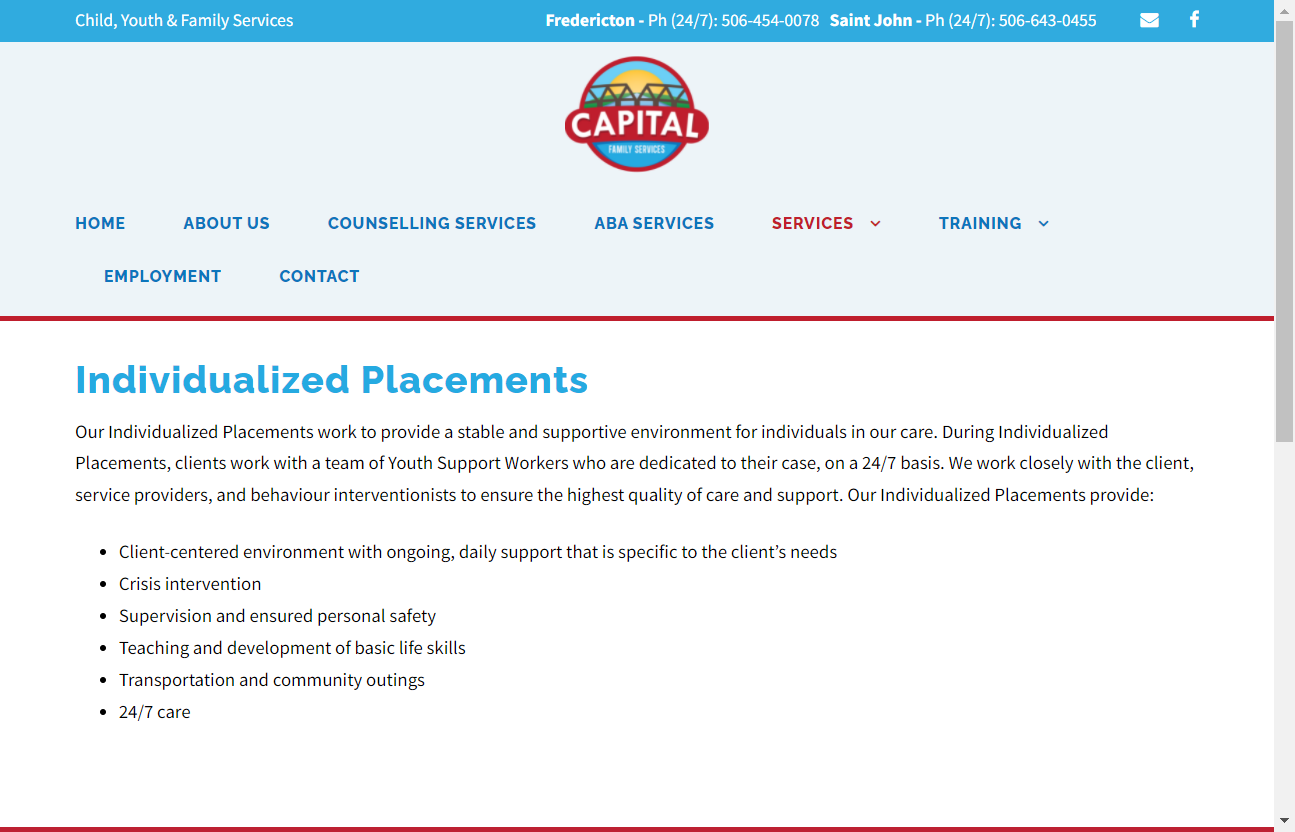 Child, Youth & Family Services
Fredericton - Ph (24/7): 506-454-0078 Saint John - Ph (24/7): 506-643-0455
CAPITAL
FAMILY SERVICES
HOME
ABOUT US
COUNSELLING SERVICES
ABA SERVICES
SERVICES
TRAINING
EMPLOYMENT
CONTACT
Individualized Placements
Our Individualized Placements work to provide a stable and supportive environment for individuals in our care. During Individualized
Placements, clients work with a team of Youth Support Workers who are dedicated to their case, on a 24/7 basis. We work closely with the client,
service providers, and behaviour interventionists to ensure the highest quality of care and support. Our Individualized Placements provide:
• Client-centered environment with ongoing, daily support that is specific to the client’s needs
• Crisis intervention
• Supervision and ensured personal safety
• Teaching and development of basic life skills
• Transportation and community outings
• 24/7 care